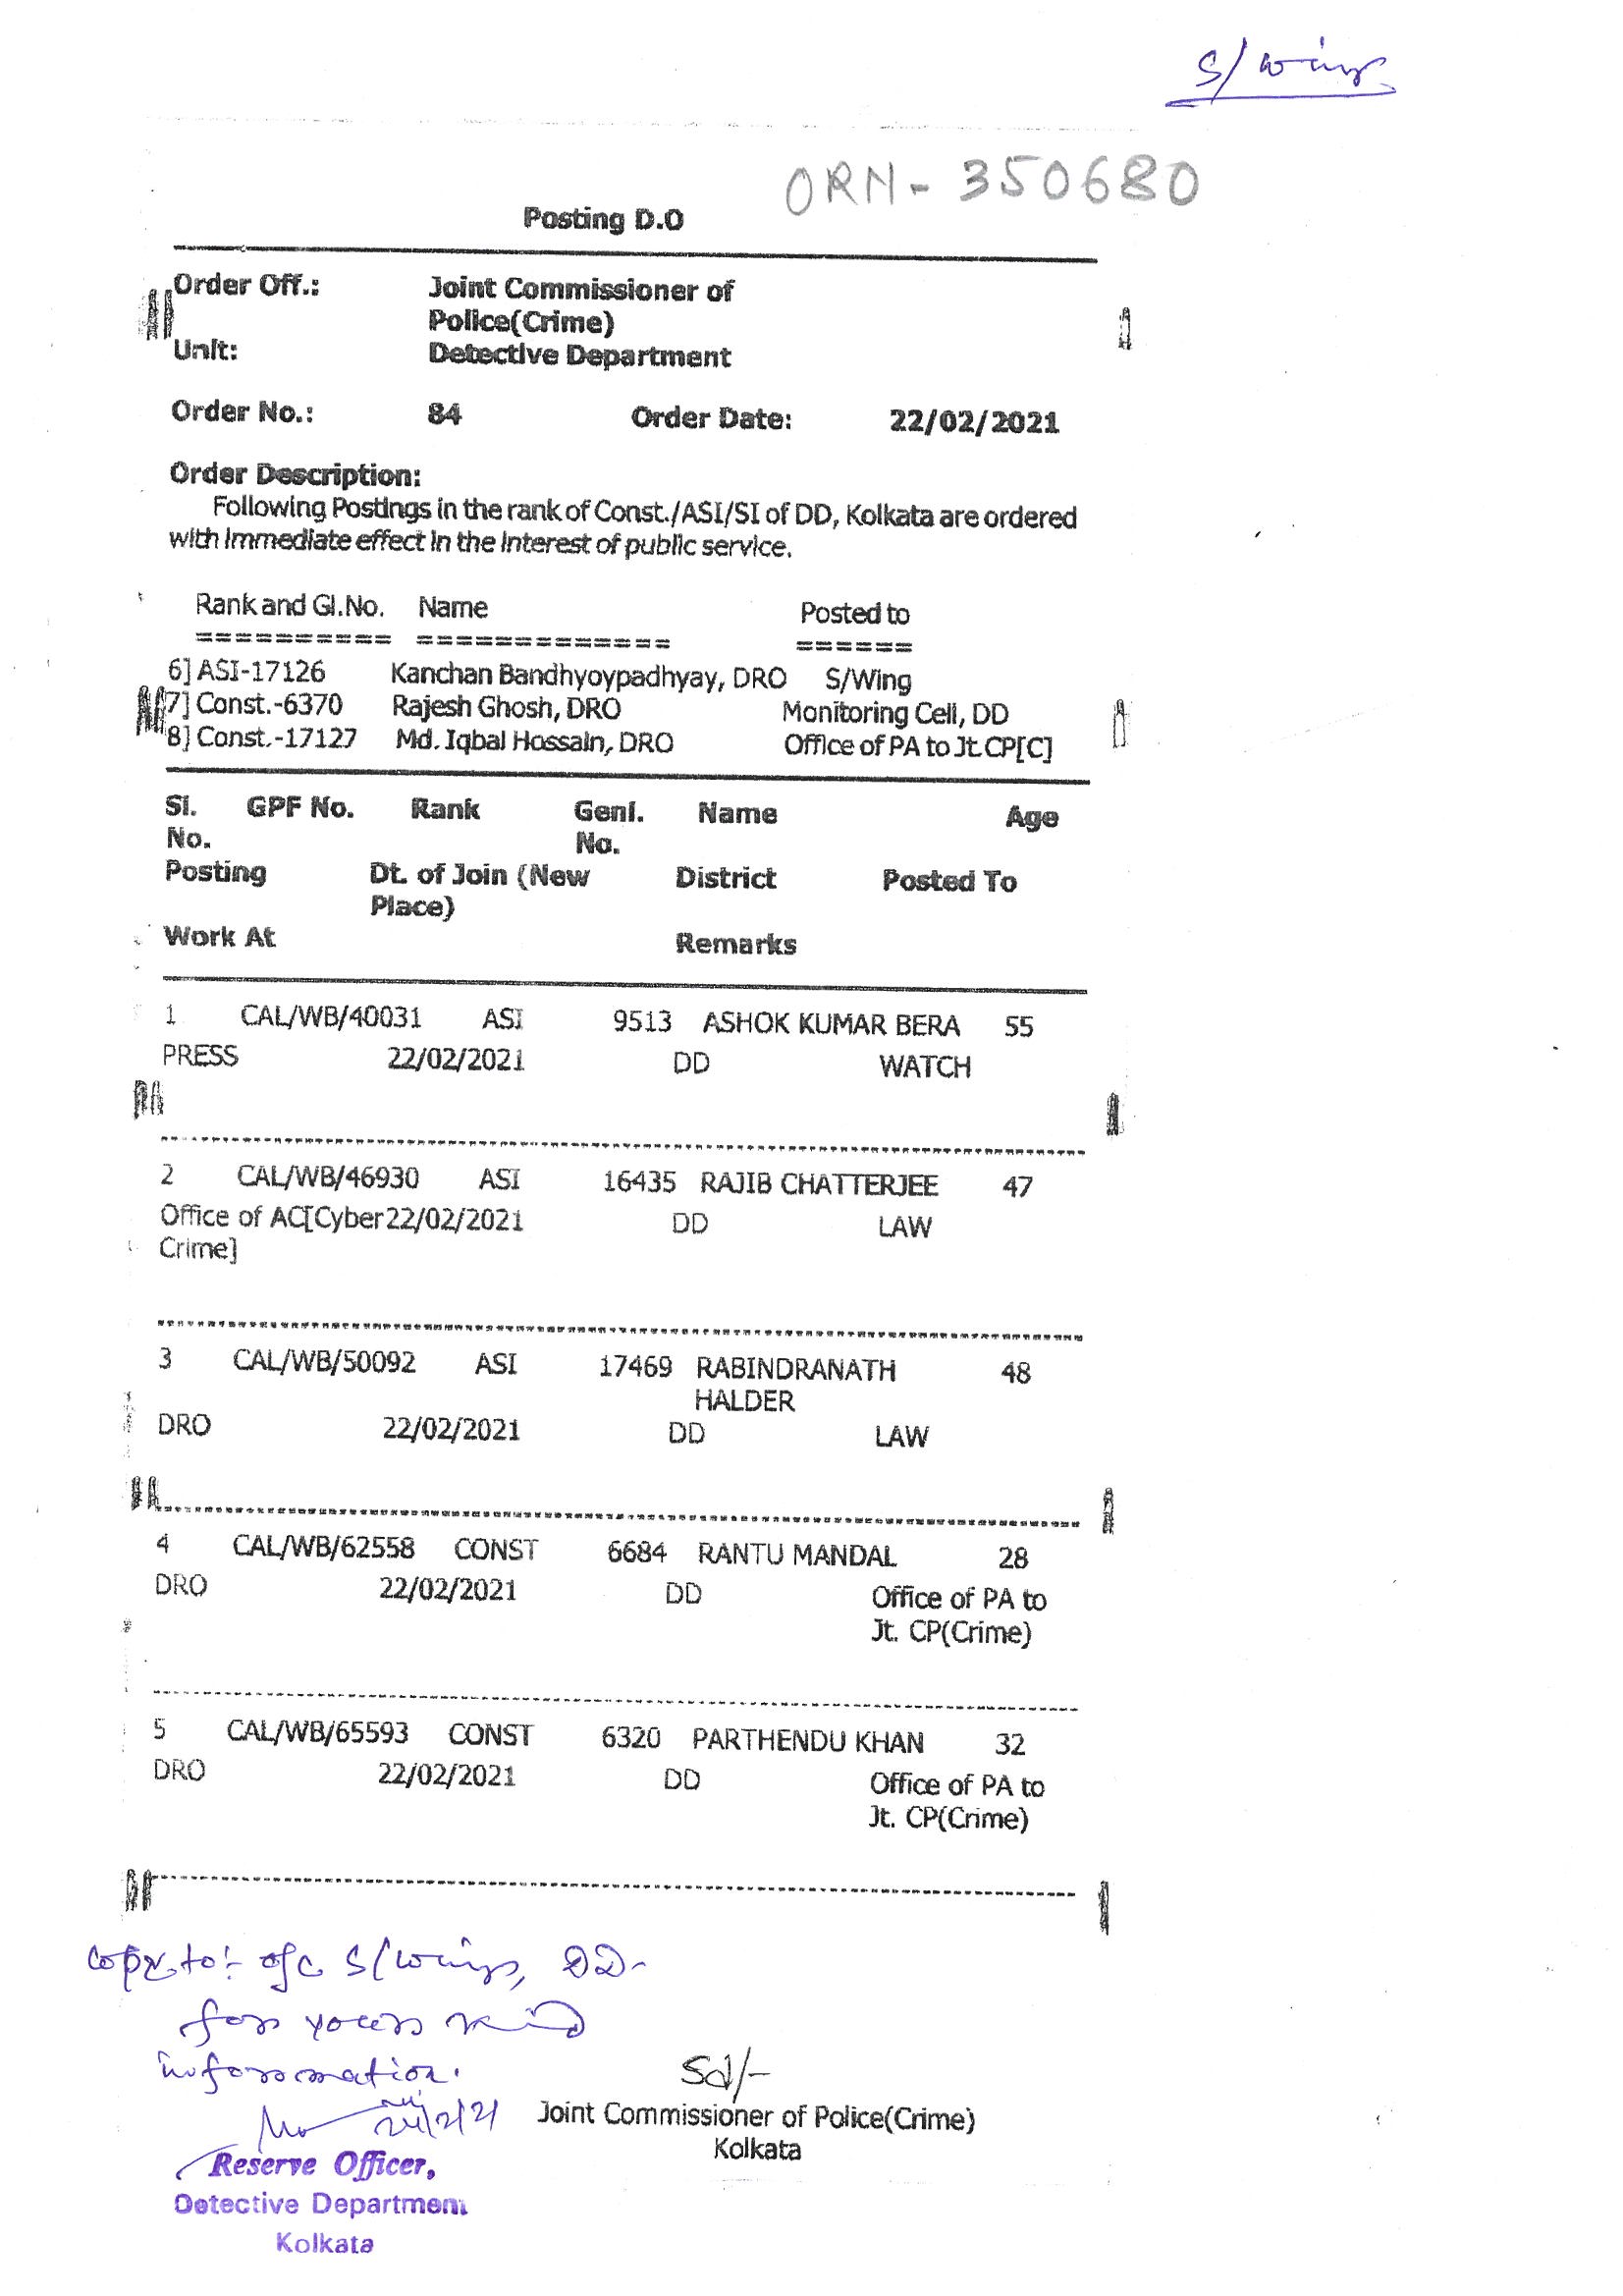 S/Wing
ORN - 350680
Posting D.O
Order Off.: Joint Commissioner of
Police(Crime)
Unit: Detective Department
Order No.: 84 Order Date: 22/02/2021
Order Description:
Following Postings in the rank of Const./ASI/SI of DD, Kolkata are ordered
with immediate effect in the interest of public service.
Rank and Gl.No. Name Posted to
========== ============= ======
6] ASI-17126 Kanchan Bandhyoypadhyay, DRO S/Wing
7] Const.-6370 Rajesh Ghosh, DRO Monitoring Cell, DD
8] Const.-17127 Md. Iqbal Hossain, DRO Office of PA to Jt.CP[C]
Sl. GPF No. Rank Genl. Name Age
No. No.
Posting Dt. of Join (New District Posted To
Place)
Work At Remarks
1 CAL/WB/40031 ASI 9513 ASHOK KUMAR BERA 55
PRESS 22/02/2021 DD WATCH
2 CAL/WB/46930 ASI 16435 RAJIB CHATTERJEE 47
Office of AC[Cyber 22/02/2021 DD LAW
Crime]
3 CAL/WB/50092 ASI 17469 RABINDRANATH 48
HALDER
DRO 22/02/2021 DD LAW
4 CAL/WB/62558 CONST 6684 RANTU MANDAL 28
DRO 22/02/2021 DD Office of PA to
Jt. CP(Crime)
5 CAL/WB/65593 CONST 6320 PARTHENDU KHAN 32
DRO 22/02/2021 DD Office of PA to
Jt. CP(Crime)
Copy to:- O/C S/Wing, DD-
for your kind
information.
Sd/-
22/2/21
Joint Commissioner of Police(Crime)
Kolkata
Reserve Officer,
Detective Department
Kolkata